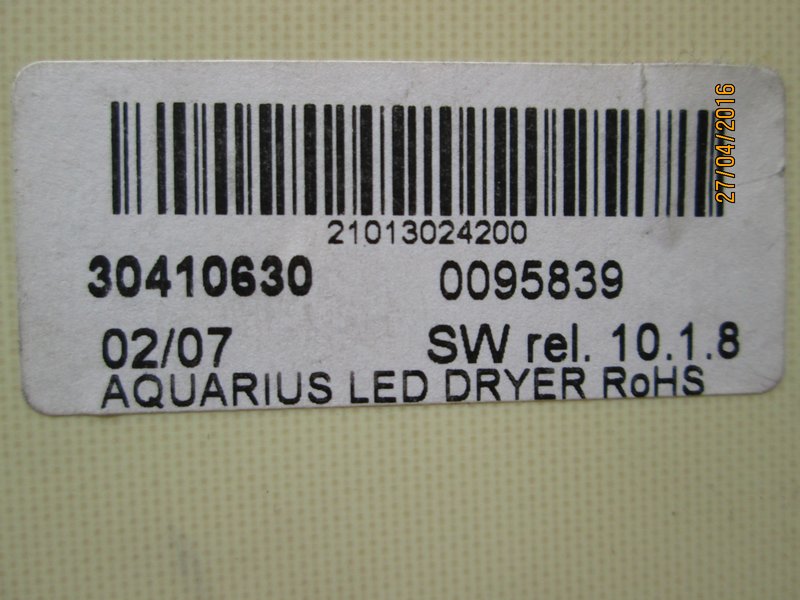 21013024200
30410630 0095839
02/07 SW rel. 10.1.8
AQUARIUS LED DRYER RoHS
27/04/2016